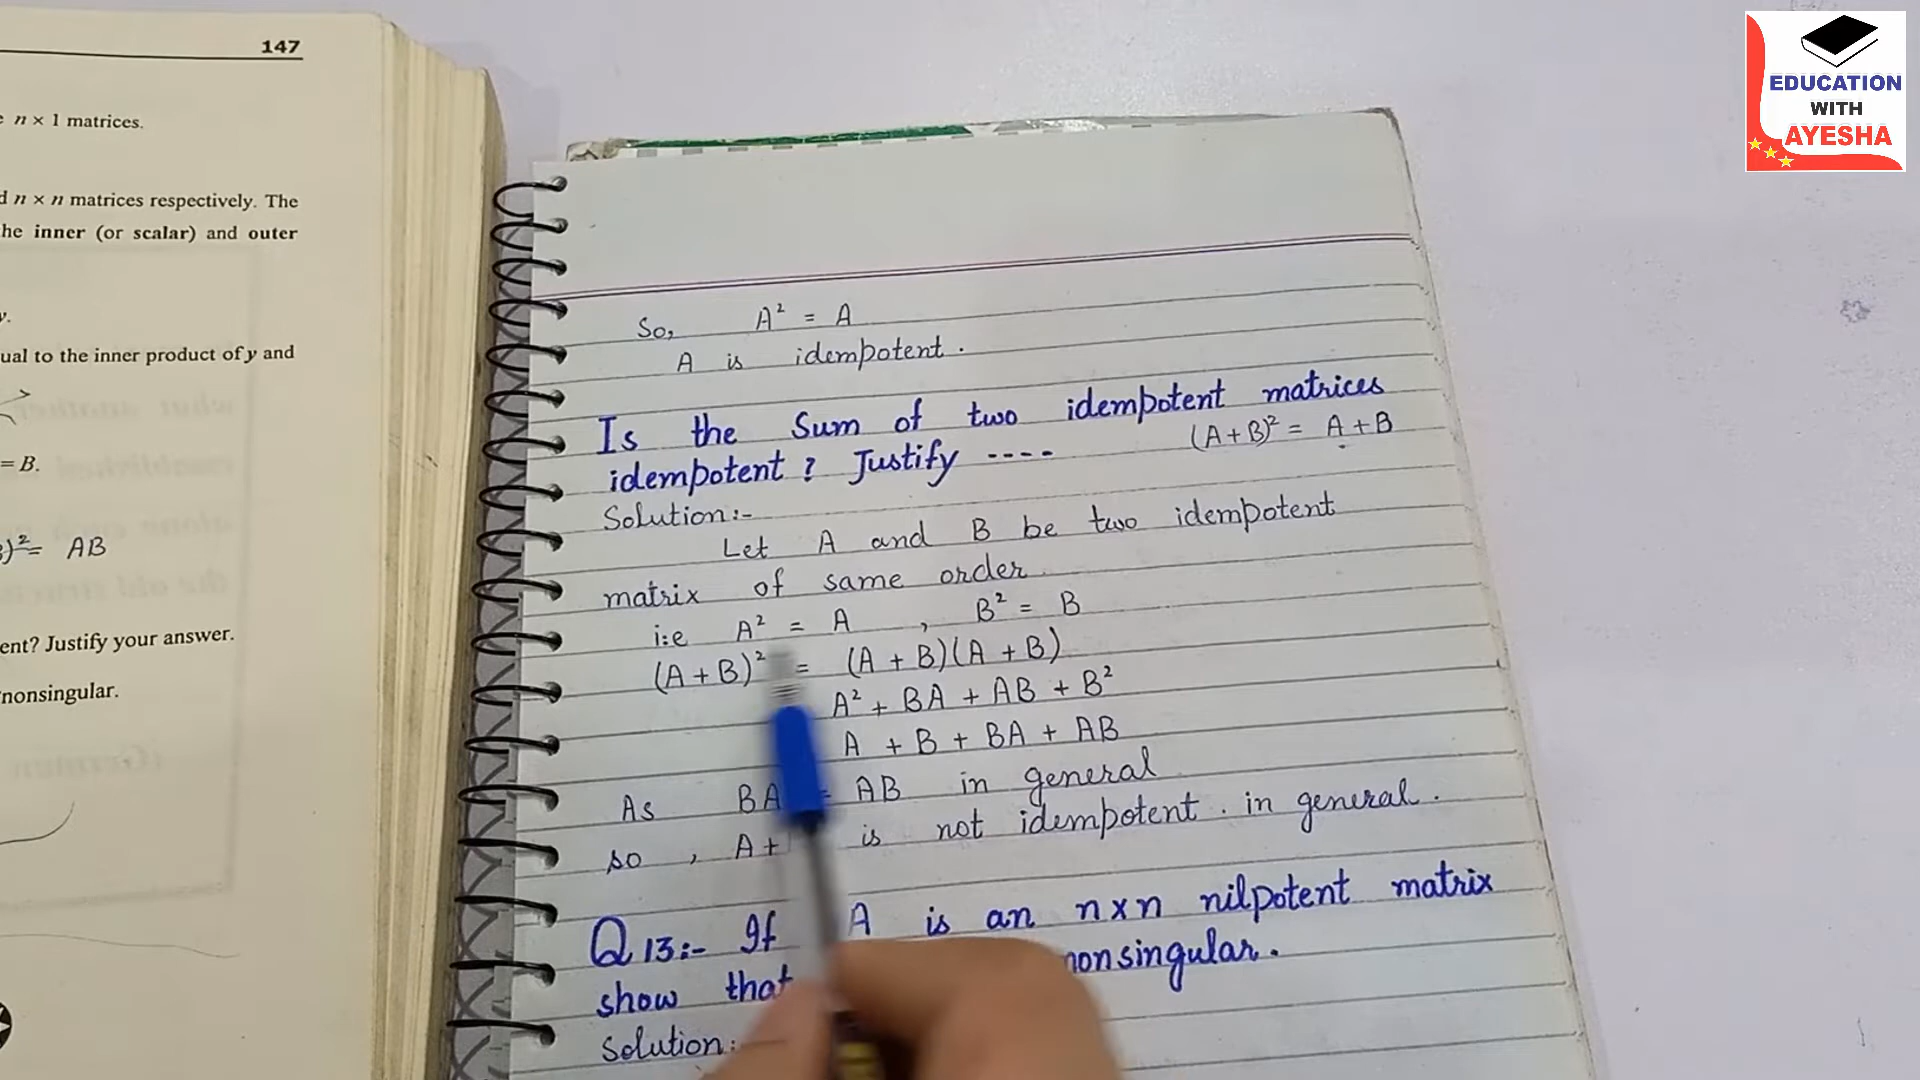 147
n × 1 matrices.
n × n matrices respectively. The
he inner (or scalar) and outer
ual to the inner product of y and
= B.
)² = AB
ent? Justify your answer.
nonsingular.
So, A² = A
A is idempotent.
Is the Sum of two idempotent matrices
idempotent? Justify ----
(A+B)² = A+B
Solution:-
Let A and B be two idempotent
matrix of same order
i:e A² = A , B² = B
(A+B)² = (A + B)(A + B)
A² + BA + AB + B²
A + B + BA + AB
As BA AB in general
so , A+ is not idempotent . in general .
Q13:- If A is an n×n nilpotent matrix
show that nonsingular.
Solution:-
EDUCATION
WITH
AYESHA